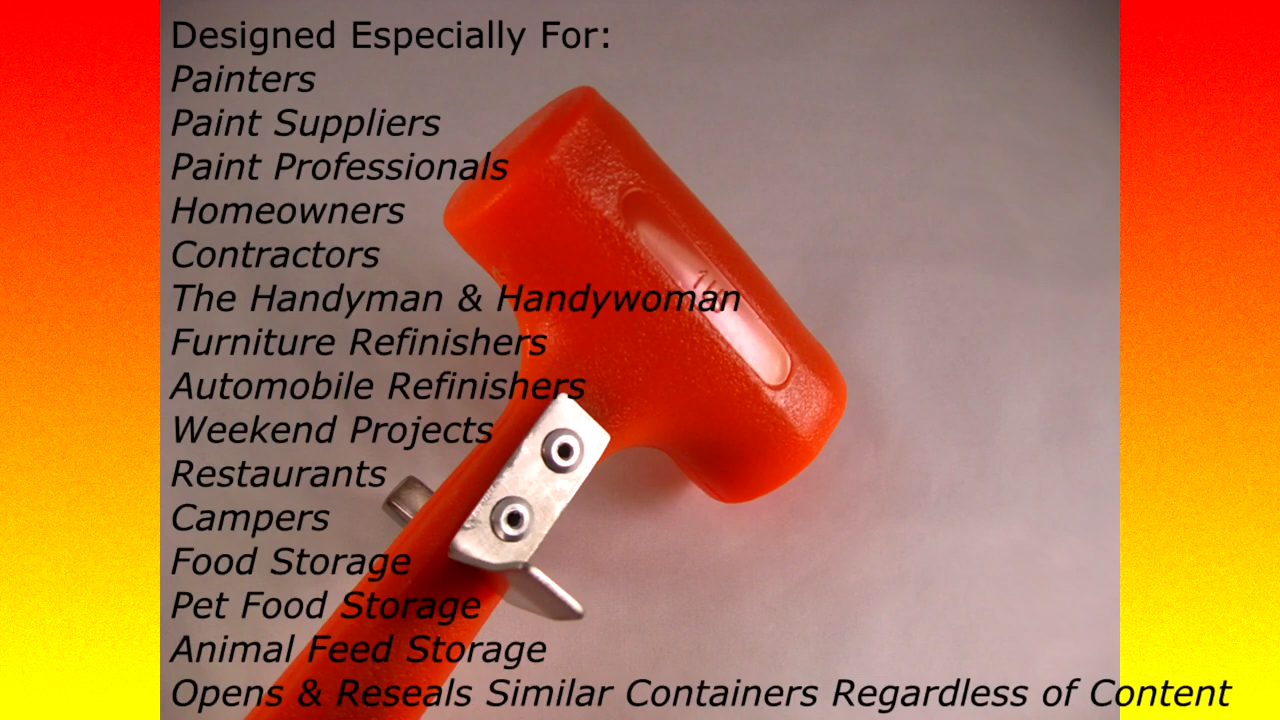 Designed Especially For:
Painters
Paint Suppliers
Paint Professionals
Homeowners
Contractors
The Handyman & Handywoman
Furniture Refinishers
Automobile Refinishers
Weekend Projects
Restaurants
Campers
Food Storage
Pet Food Storage
Animal Feed Storage
Opens & Reseals Similar Containers Regardless of Content